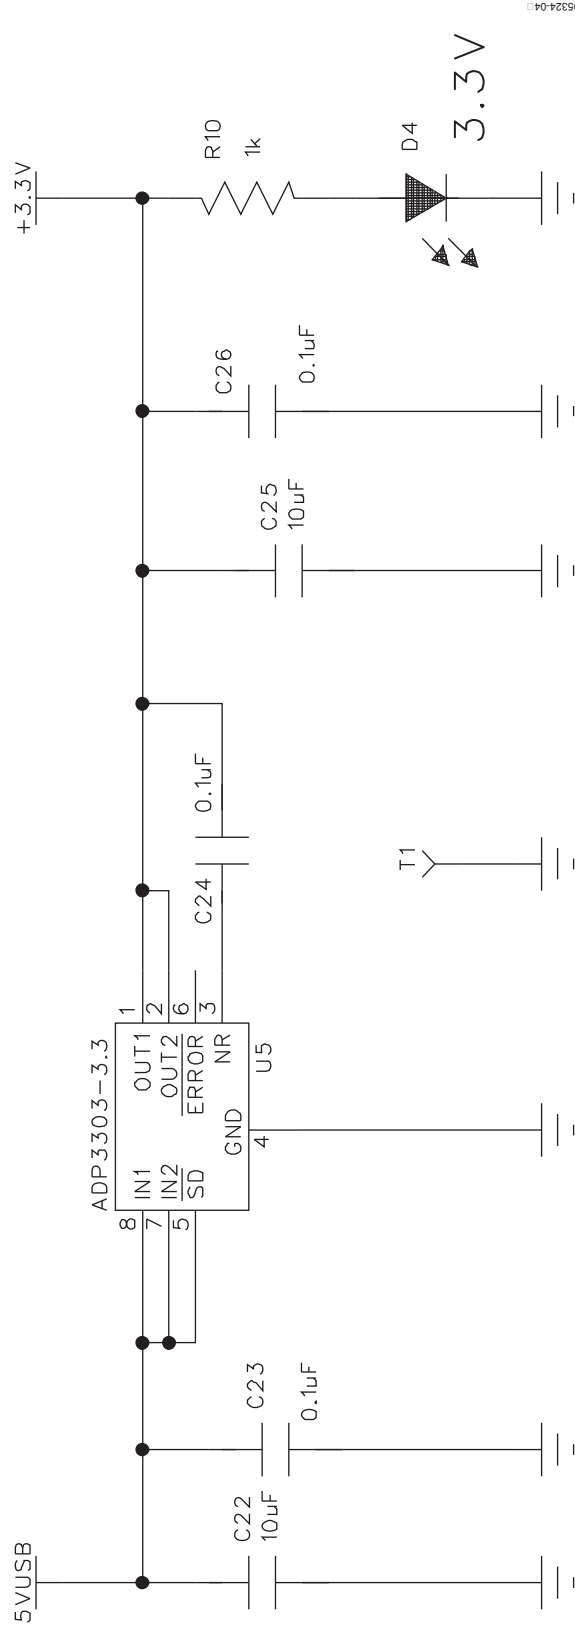 5VUSB
C22
10uF
C23
0.1uF
ADP3303-3.3
8
7
5
IN1
IN2
SD
GND
4
OUT1
OUT2
ERROR
NR
U5
1
2
6
3
C24
0.1uF
T1
C25
10uF
C26
0.1uF
+3.3V
R10
1k
D4
3.3V